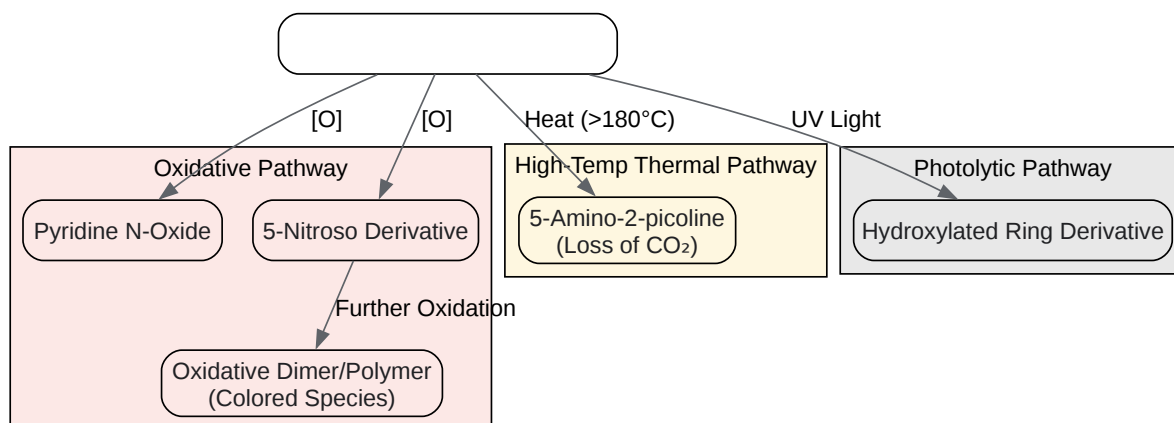 [O]
[O]
Heat (>180°C)
UV Light
Oxidative Pathway
High-Temp Thermal Pathway
Photolytic Pathway
Pyridine N-Oxide
5-Nitroso Derivative
5-Amino-2-picoline
(Loss of CO₂)
Hydroxylated Ring Derivative
Further Oxidation
Oxidative Dimer/Polymer
(Colored Species)